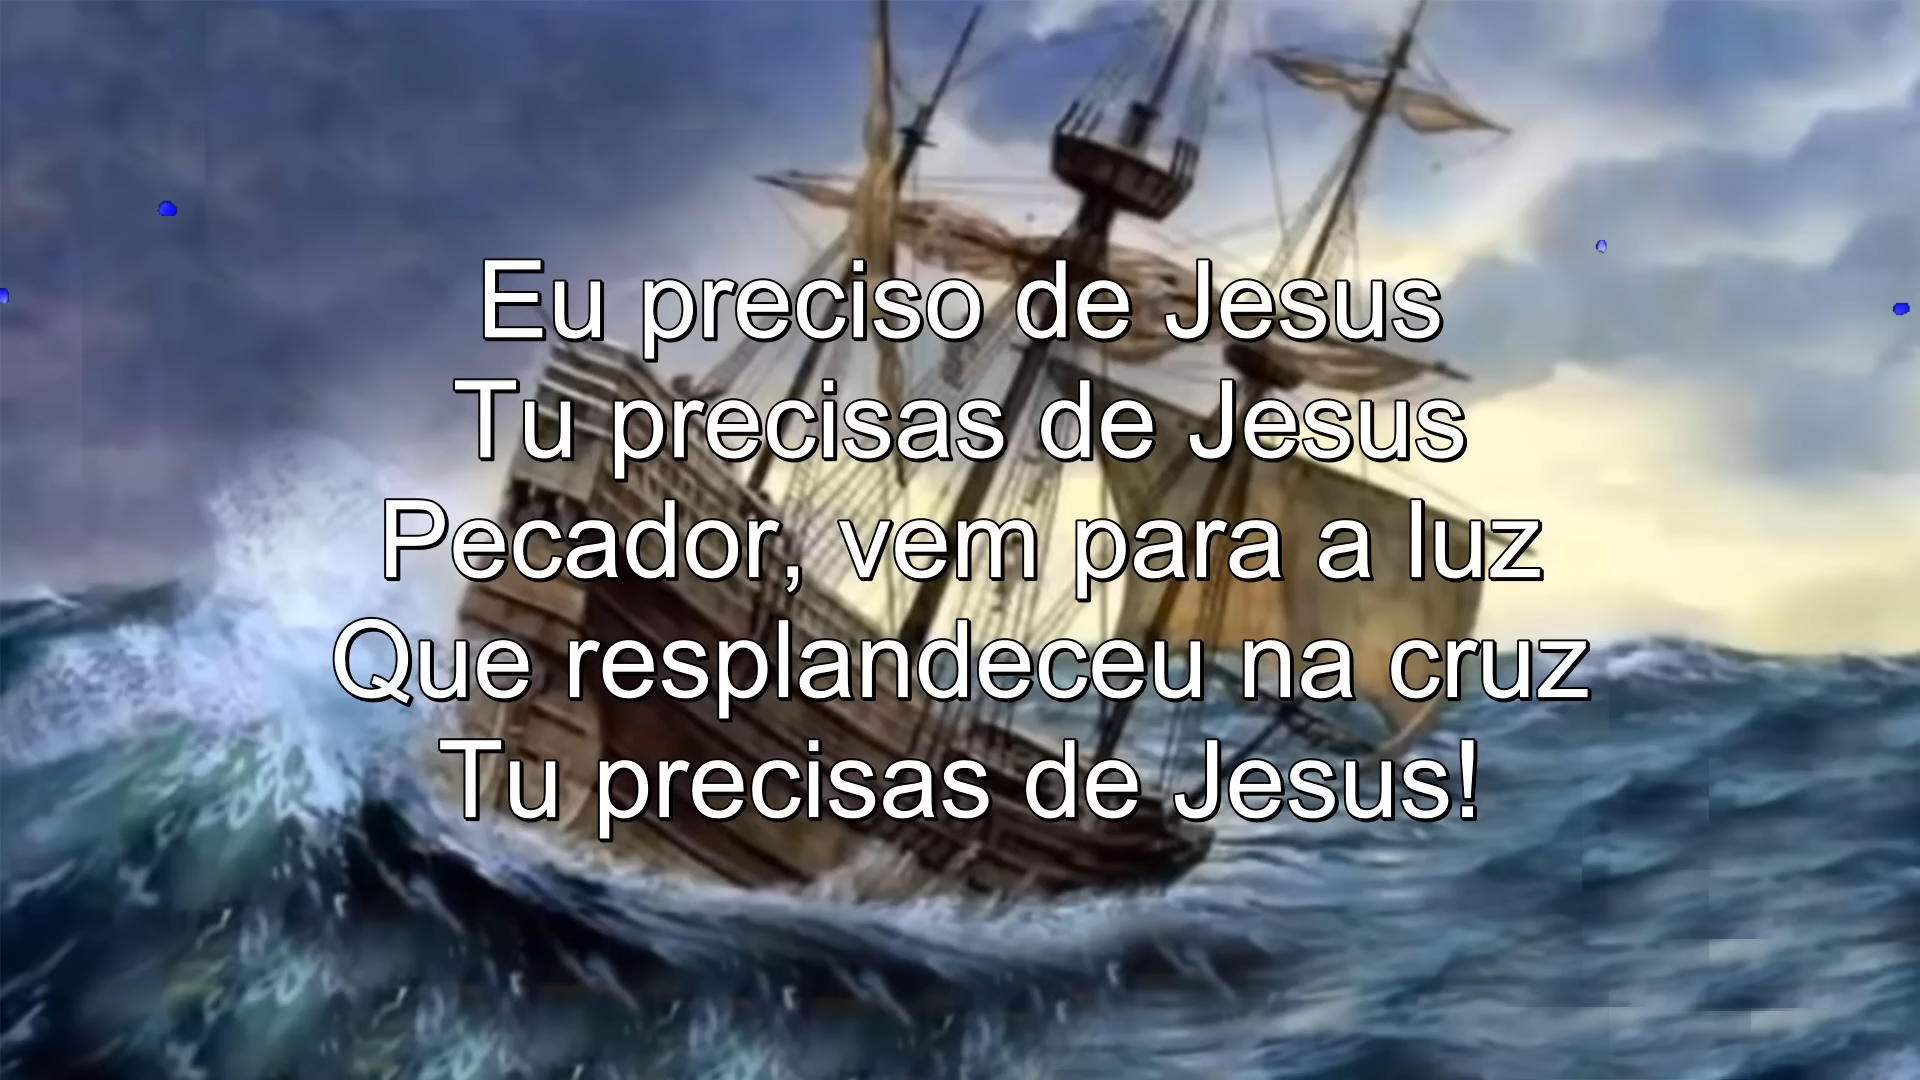 Eu preciso de Jesus
Tu precisas de Jesus
Pecador, vem para a luz
Que resplandeceu na cruz
Tu precisas de Jesus!